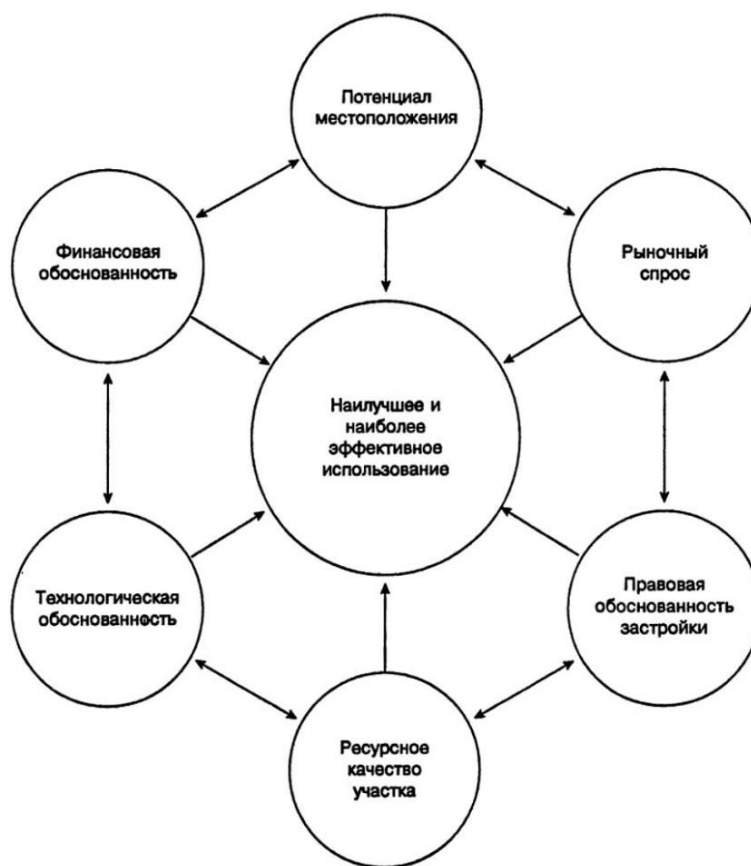 Потенциал
местоположения
Финансовая
обоснованность
Рыночный
спрос
Наилучшее и
наиболее
эффективное
использование
Технологическая
обоснованность
Правовая
обоснованность
застройки
Ресурсное
качество
участка